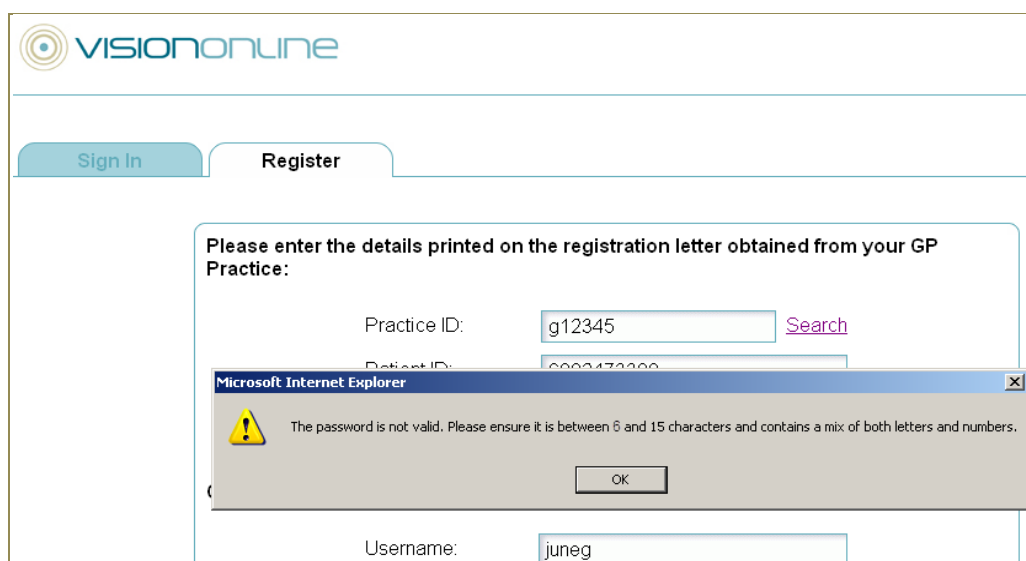 visiononline
Sign In
Register
Please enter the details printed on the registration letter obtained from your GP
Practice:
Practice ID:
g12345
Search
Patient ID:
Microsoft Internet Explorer
The password is not valid. Please ensure it is between 6 and 15 characters and contains a mix of both letters and numbers.
OK
Username:
juneg